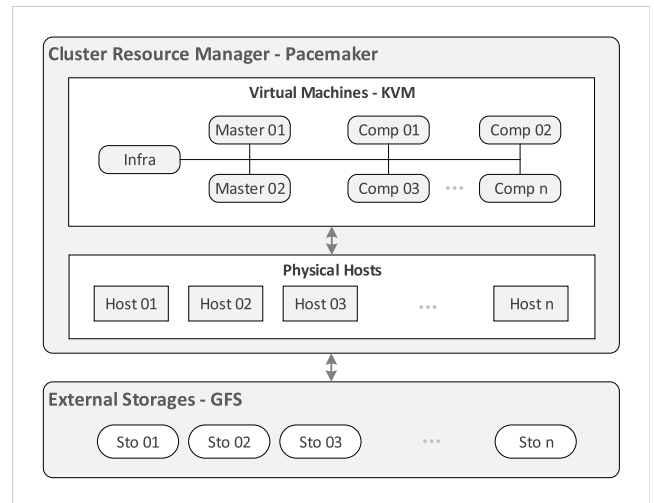 Cluster Resource Manager - Pacemaker
Virtual Machines - KVM
Master 01 Comp 01 Comp 02
Infra
Master 02 Comp 03 ... Comp n
Physical Hosts
Host 01 Host 02 Host 03 ... Host n
External Storages - GFS
Sto 01 Sto 02 Sto 03 ... Sto n